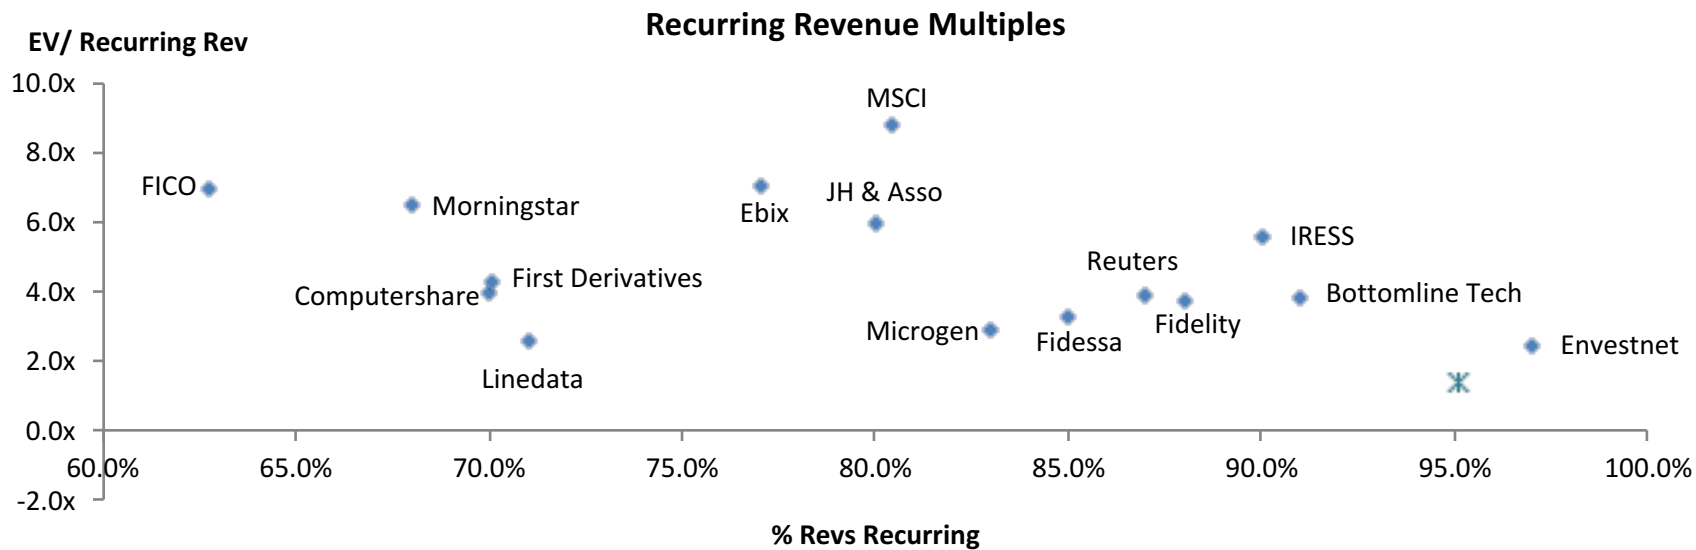 Recurring Revenue Multiples
EV/ Recurring Rev
10.0x
MSCI
8.0x
FICO
JH & Asso
Morningstar
Ebix
6.0x
IRESS
Reuters
First Derivatives
4.0x
Computershare
Bottomline Tech
Fidelity
Microgen
Fidessa
Envestnet
2.0x
Linedata
0.0x
60.0% 65.0% 70.0% 75.0% 80.0% 85.0% 90.0% 95.0% 100.0%
-2.0x
% Revs Recurring